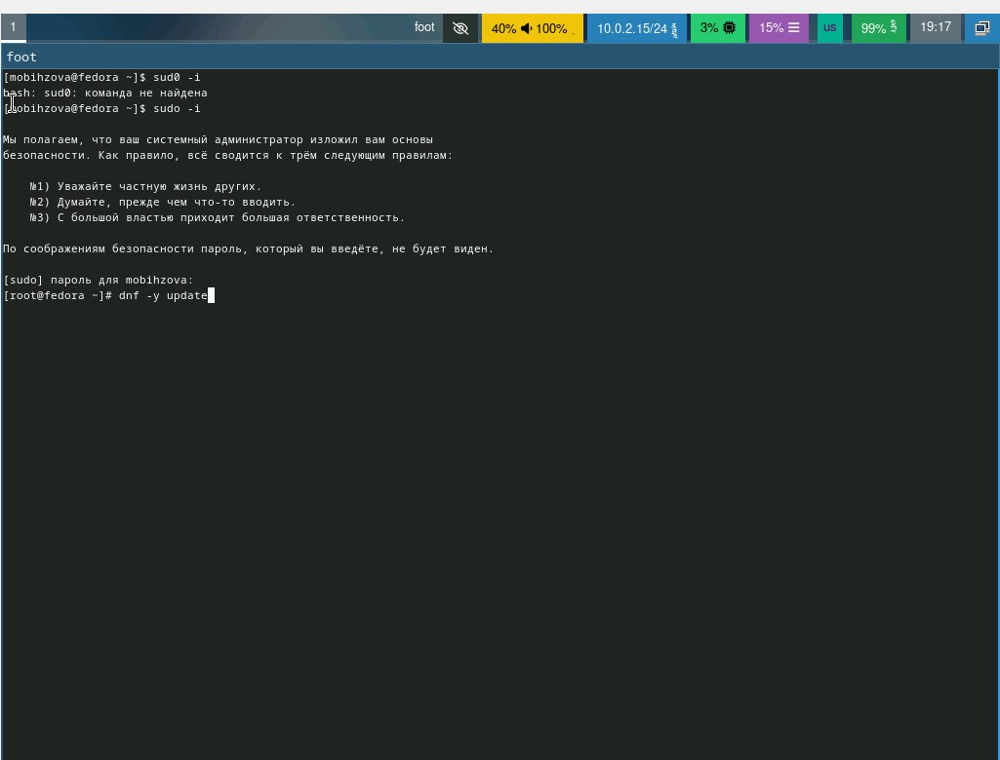 1 foot 40% 100% 10.0.2.15/24 3% 15% us 99% 19:17
foot
[mobihzova@fedora ~]$ sud0 -i
bash: sud0: команда не найдена
[mobihzova@fedora ~]$ sudo -i
Мы полагаем, что ваш системный администратор изложил вам основы
безопасности. Как правило, всё сводится к трём следующим правилам:
№1) Уважайте частную жизнь других.
№2) Думайте, прежде чем что-то вводить.
№3) С большой властью приходит большая ответственность.
По соображениям безопасности пароль, который вы введёте, не будет виден.
[sudo] пароль для mobihzova:
[root@fedora ~]# dnf -y update